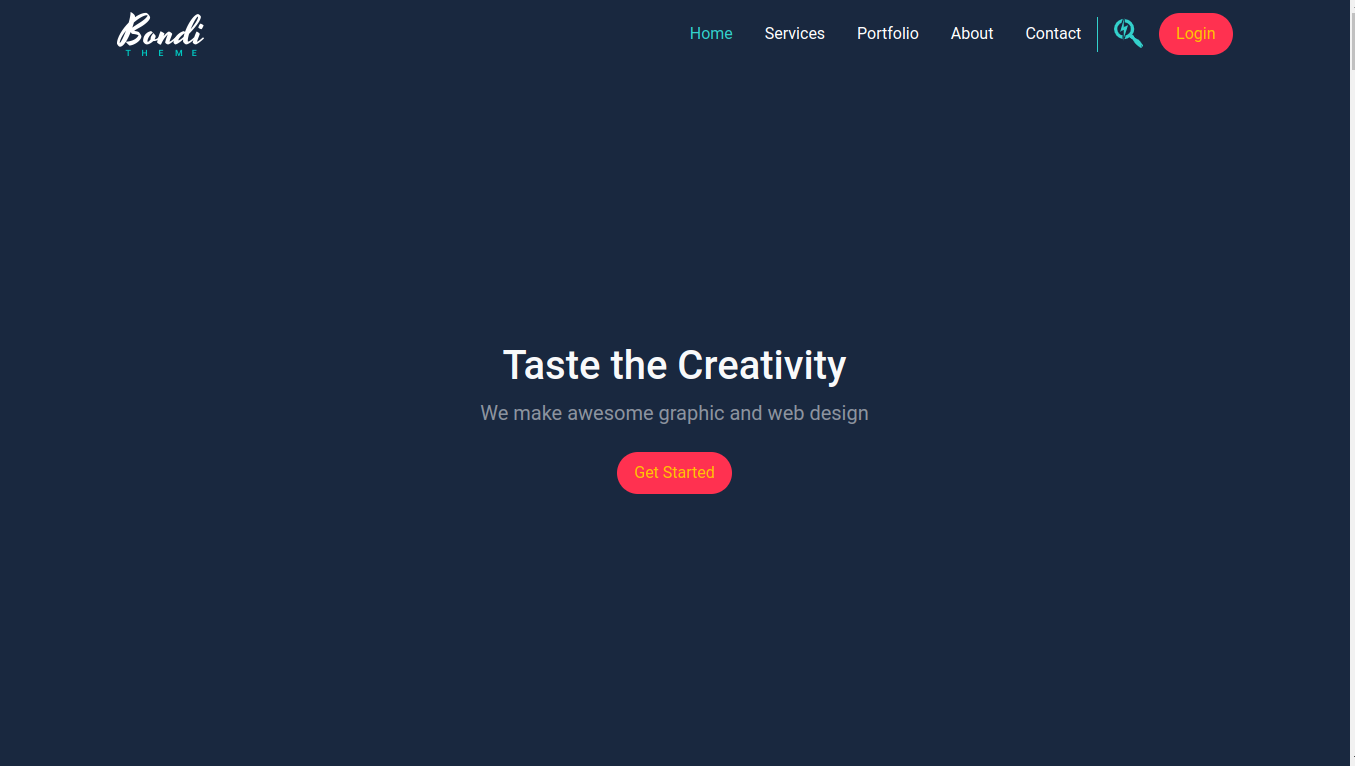 Bondi
THEME
Home Services Portfolio About Contact Login
Taste the Creativity
We make awesome graphic and web design
Get Started